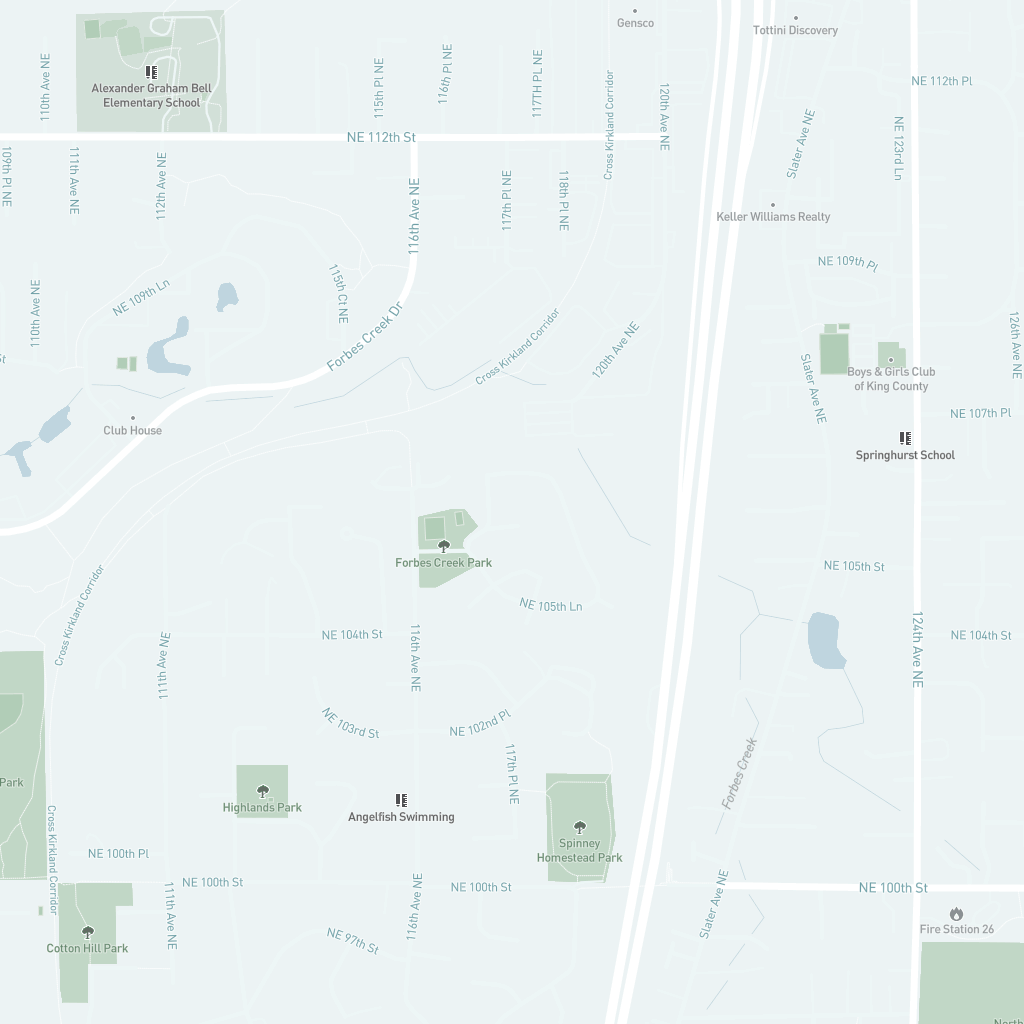 Gensco
Tottini Discovery
110th Ave NE
115th Pl NE
116th Pl NE
117TH PL NE
Cross Kirkland Corridor
120th Ave NE
NE 112th Pl
Alexander Graham Bell
Elementary School
NE 112th St
Slater Ave NE
NE 123rd Ln
106th Pl NE
111th Ave NE
112th Ave NE
116th Ave NE
117th Pl NE
118th Pl NE
Keller Williams Realty
NE 109th Pl
110th Ave NE
NE 109th Ln
115th Ct NE
Forbes Creek Dr
Cross Kirkland Corridor
120th Ave NE
126th Ave NE
St
Slater Ave NE
Boys & Girls Club
of King County
NE 107th Pl
Club House
Springhurst School
Forbes Creek Park
NE 105th St
Cross Kirkland Corridor
NE 105th Ln
NE 104th St
111th Ave NE
116th Ave NE
124th Ave NE
NE 104th St
NE 103rd St
NE 102nd Pl
117th Pl NE
Forbes Creek
Park
Highlands Park
Angelfish Swimming
Spinney
Homestead Park
Cross Kirkland Corridor
NE 100th Pl
NE 100th St
NE 100th St
NE 100th St
111th Ave NE
116th Ave NE
Slater Ave NE
Fire Station 26
Cotton Hill Park
NE 97th St
North